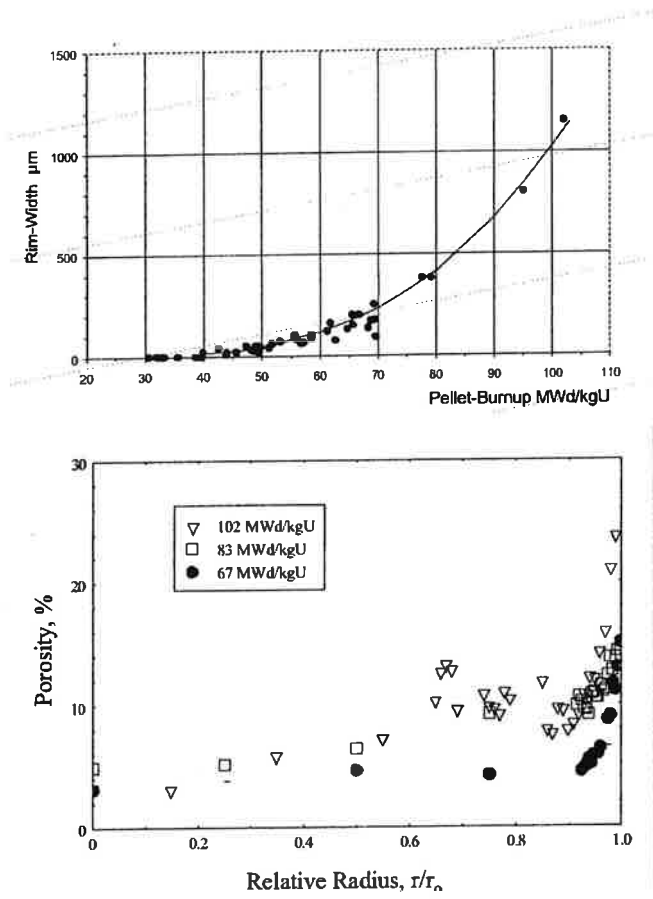 1500
1000
500
0
Rim-Width µm
20 30 40 50 60 70 80 90 100 110
Pellet-Burnup MWd/kgU
30
20
10
0
Porosity, %
▽ 102 MWd/kgU
□ 83 MWd/kgU
● 67 MWd/kgU
0 0.2 0.4 0.6 0.8 1.0
Relative Radius, r/rₒ